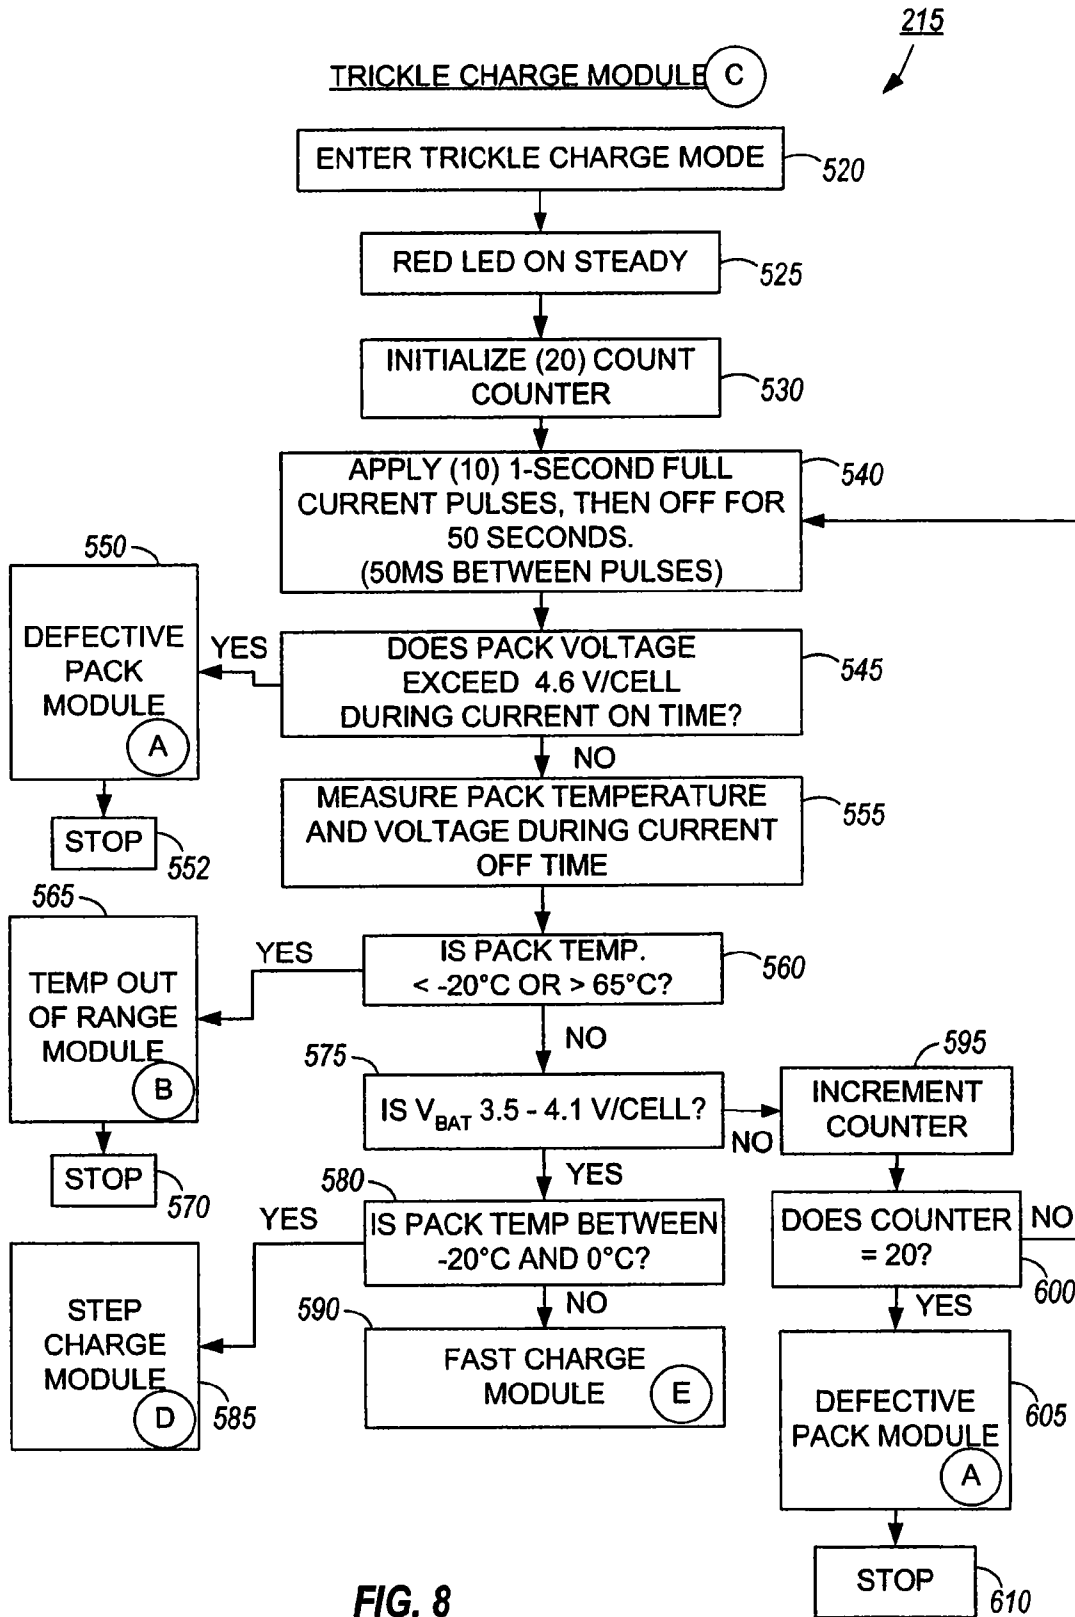 215
TRICKLE CHARGE MODULE C
ENTER TRICKLE CHARGE MODE
520
RED LED ON STEADY
525
INITIALIZE (20) COUNT
COUNTER
530
APPLY (10) 1-SECOND FULL
CURRENT PULSES, THEN OFF FOR
50 SECONDS.
(50MS BETWEEN PULSES)
540
550
DEFECTIVE
PACK
MODULE
A
YES
DOES PACK VOLTAGE
EXCEED 4.6 V/CELL
DURING CURRENT ON TIME?
545
NO
STOP
552
MEASURE PACK TEMPERATURE
AND VOLTAGE DURING CURRENT
OFF TIME
555
565
TEMP OUT
OF RANGE
MODULE
B
YES
IS PACK TEMP.
< -20°C OR > 65°C?
560
NO
STOP
570
575
IS VBAT 3.5 - 4.1 V/CELL?
NO
595
INCREMENT
COUNTER
YES
580
IS PACK TEMP BETWEEN
-20°C AND 0°C?
YES
DOES COUNTER
= 20?
NO
600
STEP
CHARGE
MODULE
D
585
NO
590
FAST CHARGE
MODULE
E
YES
DEFECTIVE
PACK MODULE
A
605
STOP
610
FIG. 8